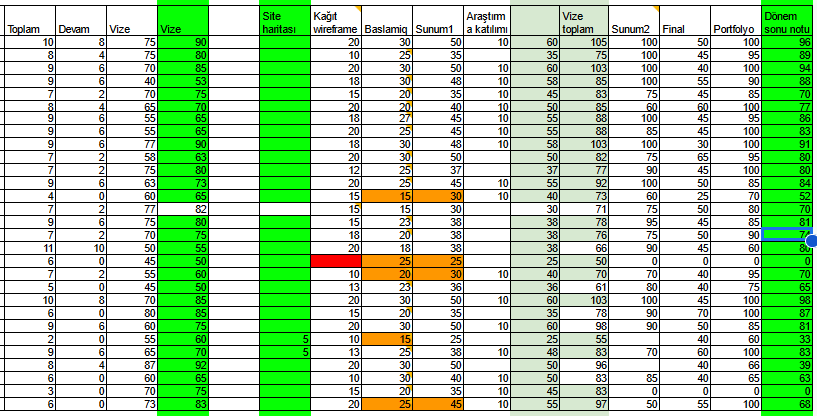 Site Kağıt Araştırm Vize Dönem
Toplam Devam Vize Vize haritası wireframe Baslamiq Sunum1 a katılımı toplam Sunum2 Final Portfolyo sonu notu
10 8 75 90 20 30 50 10 60 105 100 50 100 96
8 4 75 80 10 25 35 35 75 100 45 95 89
9 6 70 85 20 35 50 10 60 103 100 40 100 94
9 6 40 53 18 30 48 10 58 85 100 55 90 88
7 2 70 75 15 20 35 10 45 83 75 45 85 70
8 4 65 70 20 20 40 10 50 85 60 60 100 77
9 6 55 65 18 27 45 10 55 88 100 45 95 86
9 6 55 65 20 25 45 10 55 88 85 45 100 83
9 6 77 90 18 30 48 10 58 103 100 30 100 91
7 2 58 63 20 30 50 50 82 75 65 95 80
7 2 75 80 12 25 37 37 77 90 45 100 80
9 6 63 73 20 25 45 10 55 92 100 50 85 84
4 0 60 65 15 15 30 10 40 73 60 25 70 52
7 2 77 82 15 15 30 30 71 75 50 80 70
9 6 75 80 15 23 38 38 78 95 45 85 81
7 2 70 75 18 20 38 38 76 75 50 90 74
11 10 50 55 20 18 38 38 66 90 45 60 80
6 0 45 50 25 25 25 50 0 0 0 0
7 2 55 60 10 20 30 10 40 70 70 40 95 70
5 0 45 50 13 23 36 36 61 80 40 75 65
10 8 70 85 20 30 50 10 60 103 100 45 100 98
6 0 80 85 15 20 35 35 78 90 70 100 87
9 6 60 75 20 30 50 10 60 98 90 50 85 81
2 0 55 60 5 10 15 25 55 40 60 33
9 6 65 70 5 13 25 38 10 48 83 70 60 100 83
8 4 87 92 20 30 50 50 96 40 66 39
6 0 60 65 10 30 40 10 50 83 85 40 65 63
3 0 70 75 15 20 35 10 45 83 0 0 0
6 0 73 83 20 25 45 10 55 97 50 55 100 68